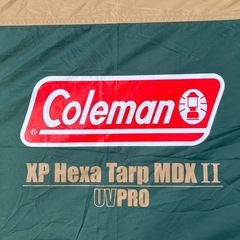 Coleman
®
XP Hexa Tarp MDX II
UVPRO